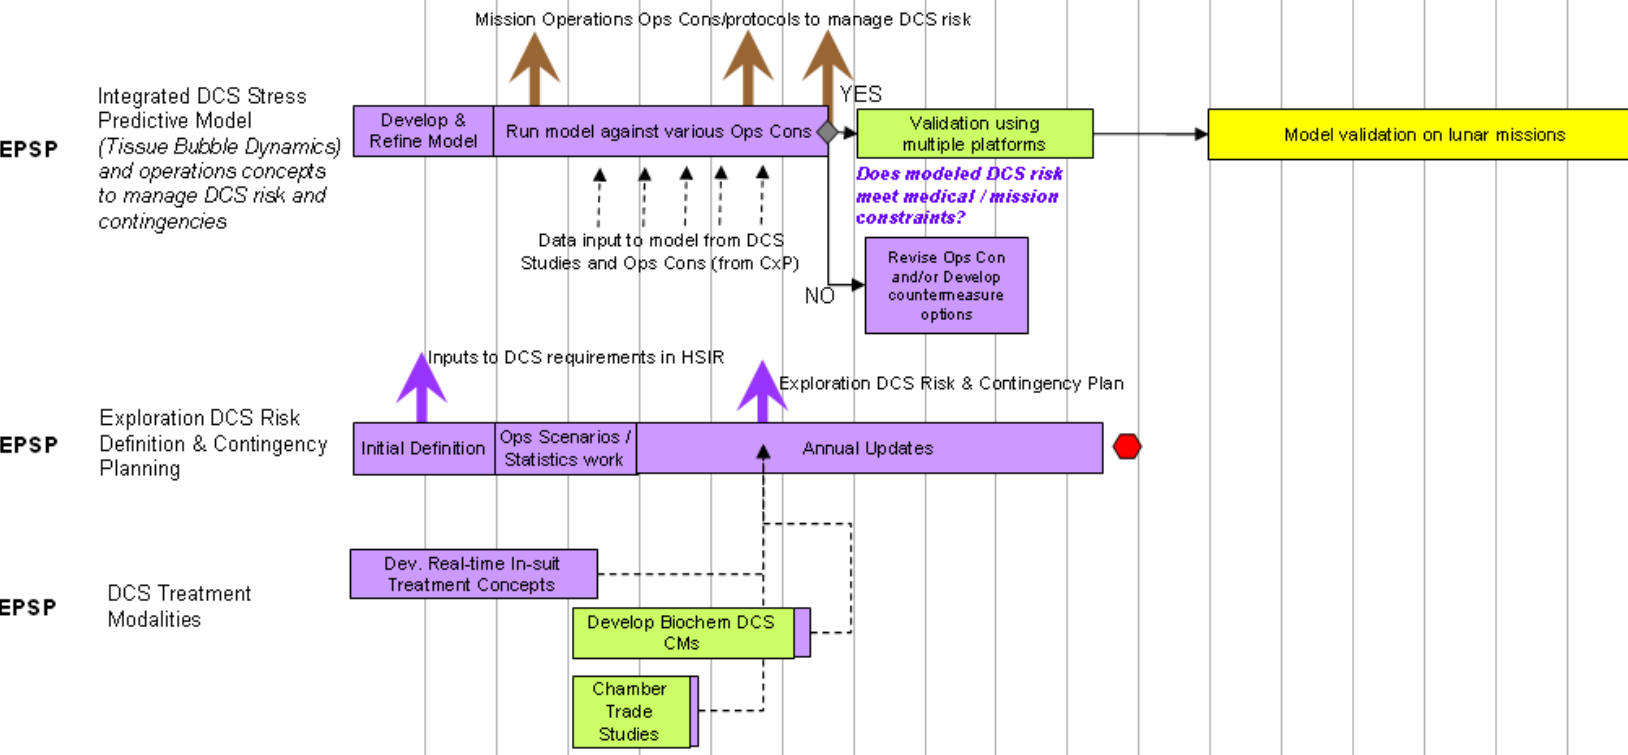 Mission Operations Ops Cons/protocols to manage DCS risk
EPSP
Integrated DCS Stress
Predictive Model
(Tissue Bubble Dynamics)
and operations concepts
to manage DCS risk and
contingencies
Develop &
Refine Model
Run model against various Ops Cons
YES
Validation using
multiple platforms
Model validation on lunar missions
Does modeled DCS risk
meet medical / mission
constraints?
Data input to model from DCS
Studies and Ops Cons (from CxP)
NO
Revise Ops Con
and/or Develop
countermeasure
options
Inputs to DCS requirements in HSIR
Exploration DCS Risk & Contingency Plan
EPSP
Exploration DCS Risk
Definition & Contingency
Planning
Initial Definition
Ops Scenarios /
Statistics work
Annual Updates
EPSP
DCS Treatment
Modalities
Dev. Real-time In-suit
Treatment Concepts
Develop Biochem DCS
CMs
Chamber
Trade
Studies